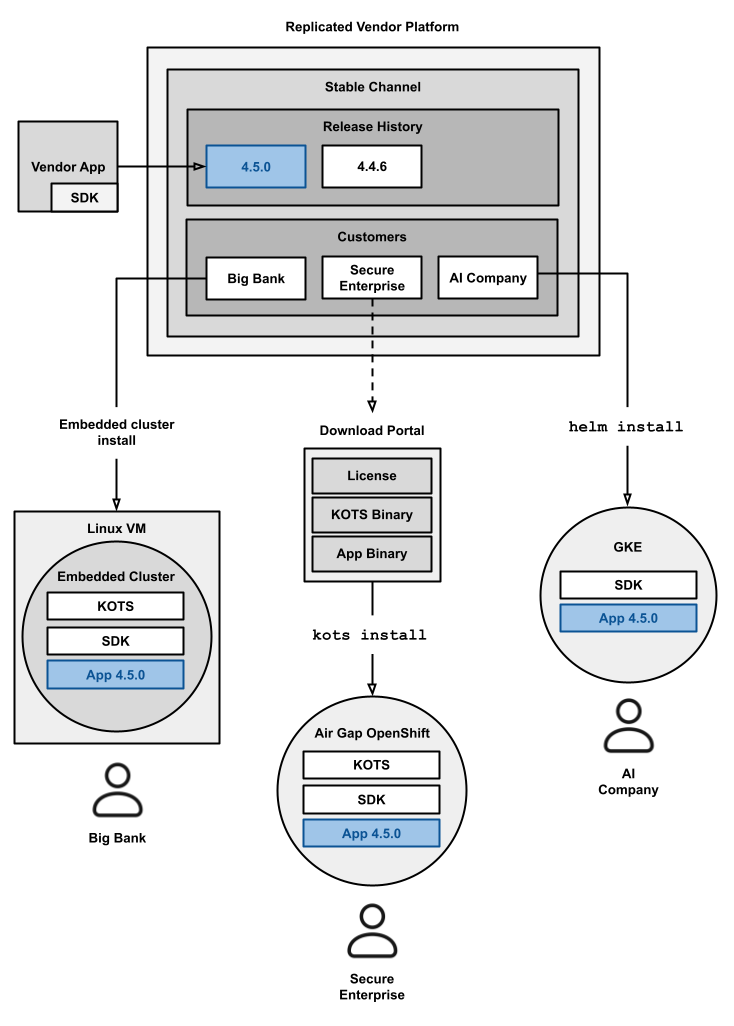 Replicated Vendor Platform
Stable Channel
Release History
Vendor App
SDK
4.5.0
4.4.6
Customers
Big Bank
Secure
Enterprise
AI Company
Embedded cluster
install
Download Portal
helm install
License
KOTS Binary
App Binary
Linux VM
Embedded Cluster
KOTS
SDK
App 4.5.0
kots install
GKE
SDK
App 4.5.0
Air Gap OpenShift
KOTS
SDK
App 4.5.0
Big Bank
AI
Company
Secure
Enterprise